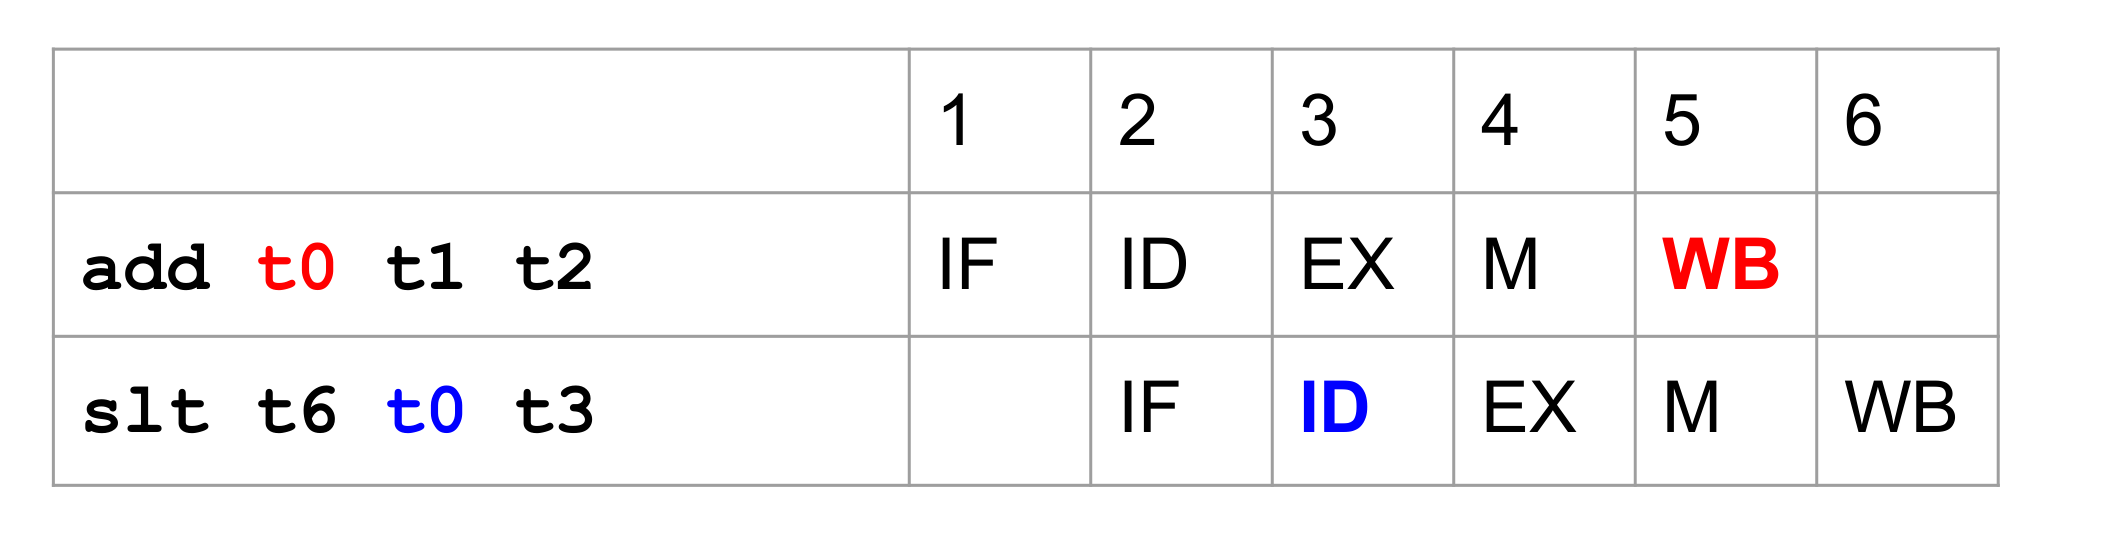 1 2 3 4 5 6
add t0 t1 t2 IF ID EX M WB
slt t6 t0 t3 IF ID EX M WB